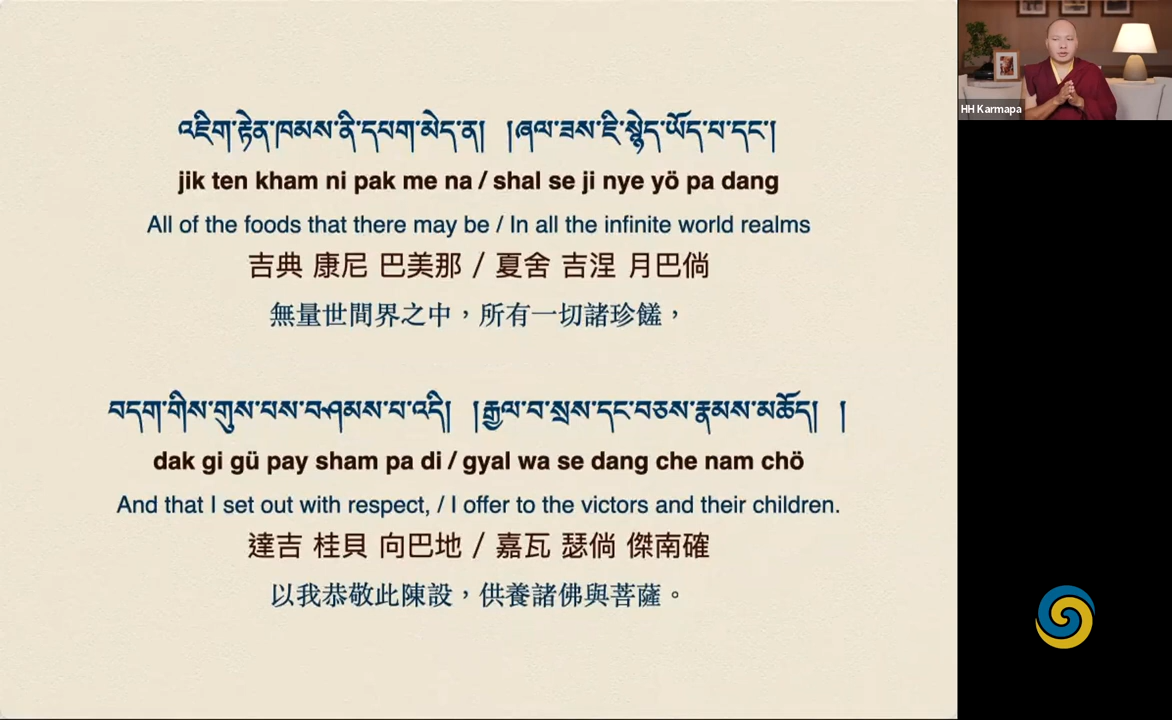 འཇིག་རྟེན་ཁམས་ནི་དཔག་མེད་ན། །ཞལ་ཟས་ཇི་སྙེད་ཡོད་པ་དང་།
jik ten kham ni pak me na / shal se ji nye yö pa dang
All of the foods that there may be / In all the infinite world realms
吉典 康尼 巴美那 / 夏舍 吉涅 月巴倘
無量世間界之中，所有一切諸珍饈，
བདག་གིས་གུས་པས་བཤམས་པ་འདི། །རྒྱལ་བ་སྲས་དང་བཅས་རྣམས་མཆོད། །
dak gi gü pay sham pa di / gyal wa se dang che nam chö
And that I set out with respect, / I offer to the victors and their children.
達吉 桂貝 向巴地 / 嘉瓦 瑟倘 傑南確
以我恭敬此陳設，供養諸佛與菩薩。
HH Karmapa